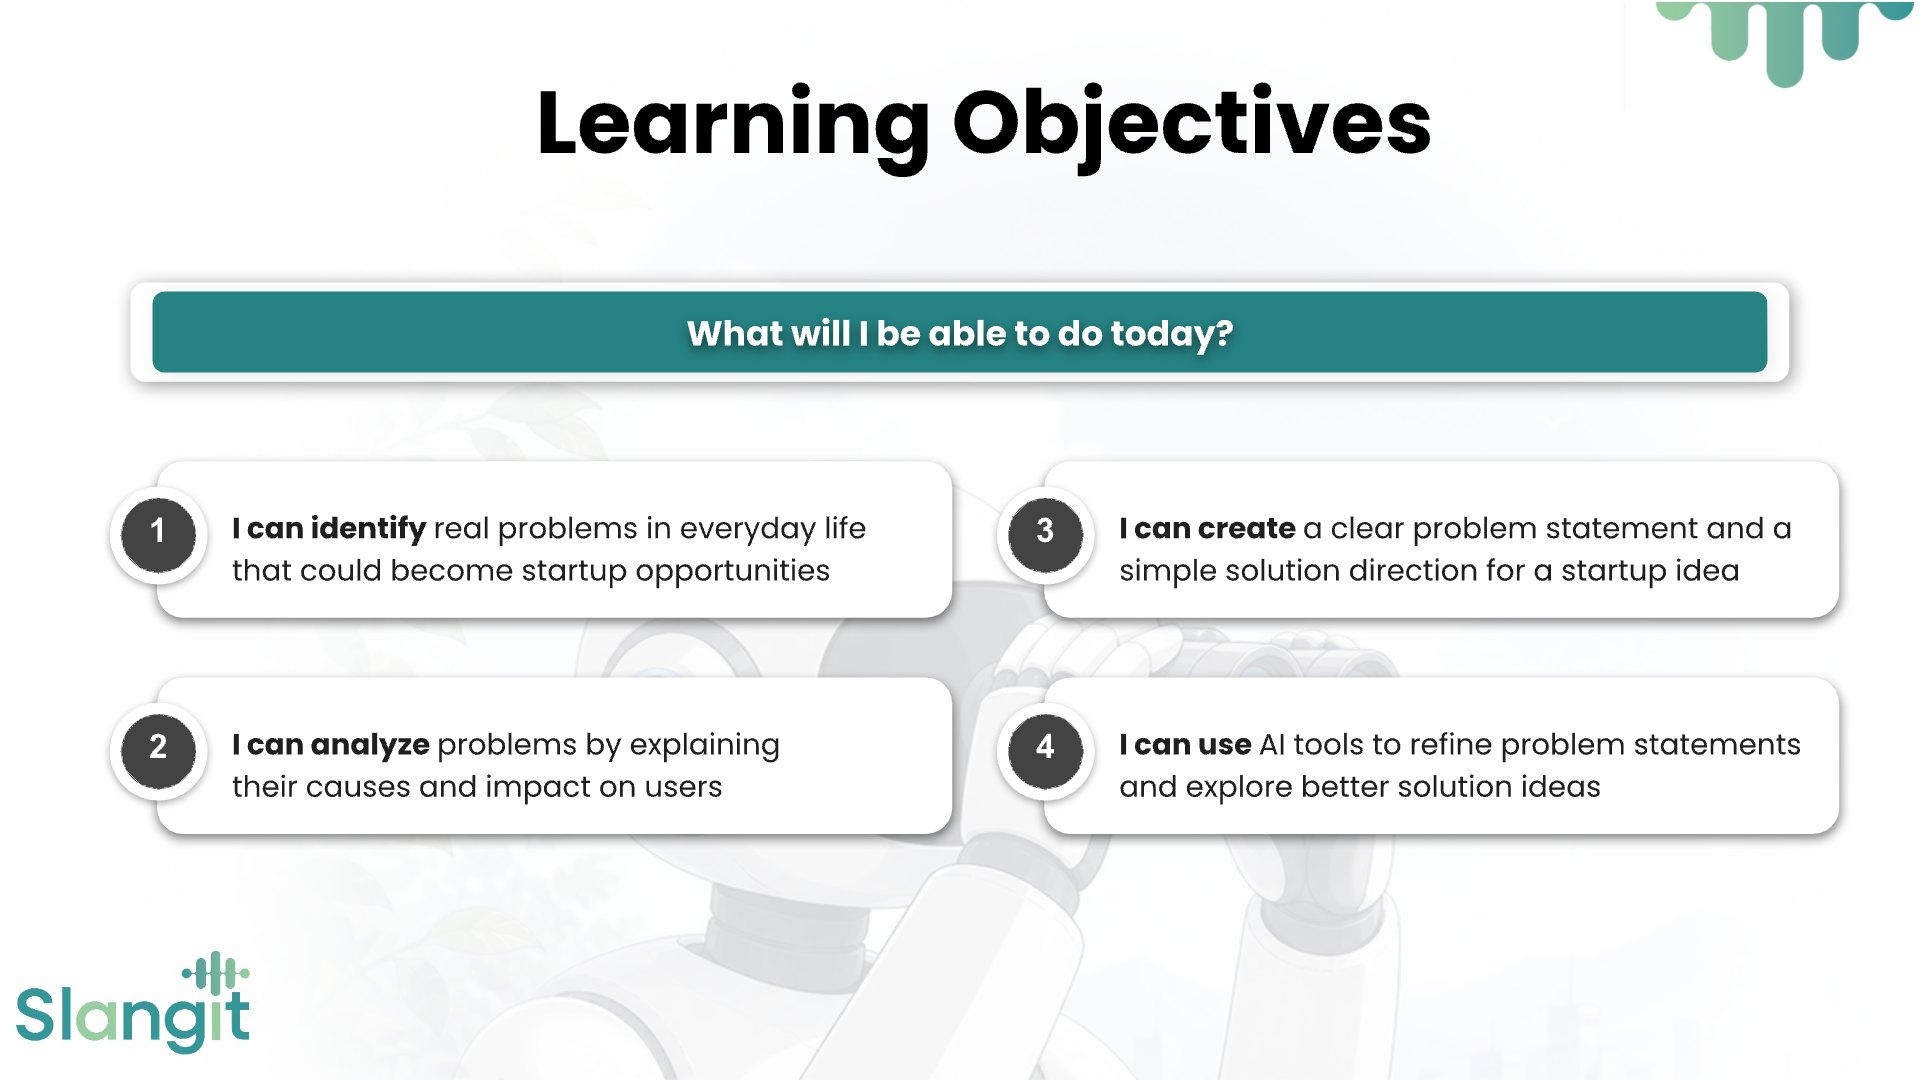 Learning Objectives
What will I be able to do today?
1
I can identify real problems in everyday life
that could become startup opportunities
2
I can analyze problems by explaining
their causes and impact on users
3
I can create a clear problem statement and a
simple solution direction for a startup idea
4
I can use AI tools to refine problem statements
and explore better solution ideas
Slangit